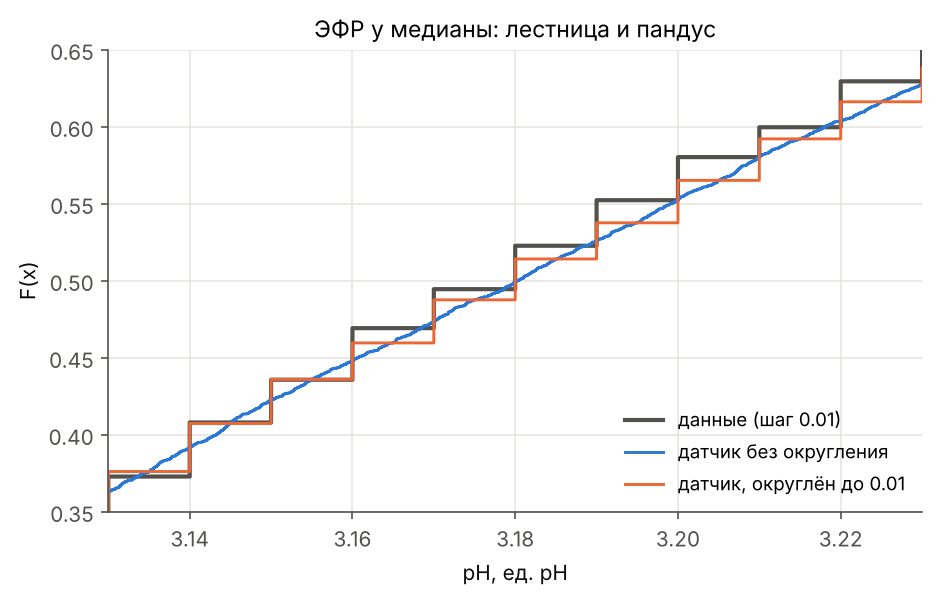 ЭФР у медианы: лестница и пандус
0.65
0.60
0.55
0.50
0.45
0.40
0.35
F(x)
данные (шаг 0.01)
датчик без округления
датчик, округлён до 0.01
3.14 3.16 3.18 3.20 3.22
pH, ед. pH